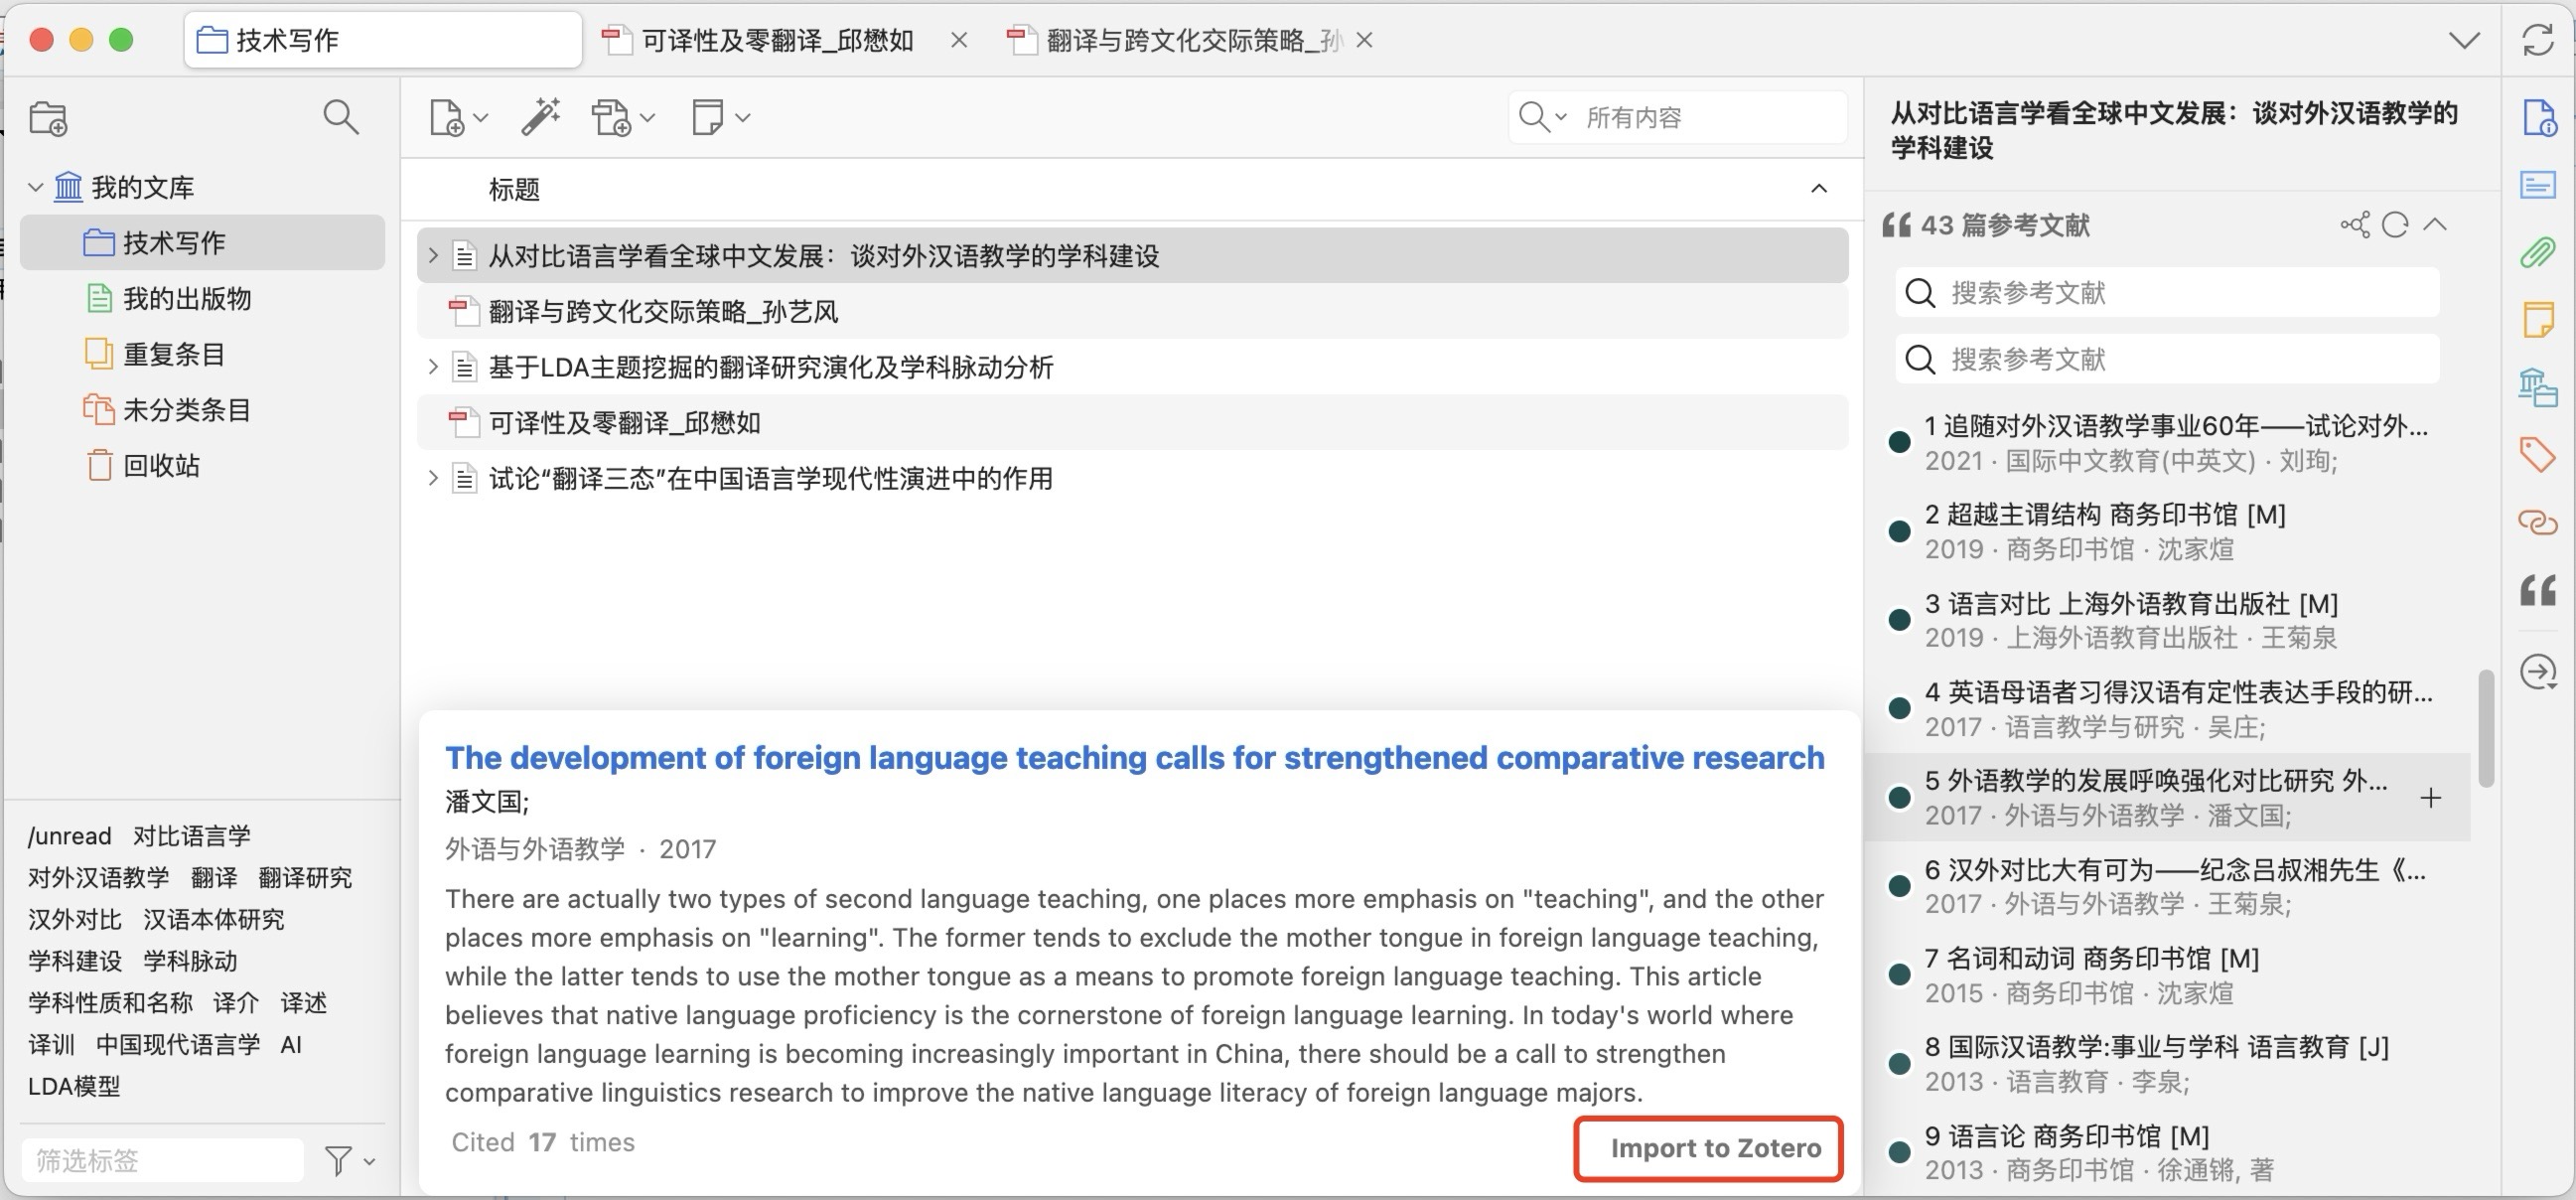 技术写作
可译性及零翻译_邱懋如
翻译与跨文化交际策略_孙
所有内容
我的文库
技术写作
我的出版物
重复条目
未分类条目
回收站
/unread 对比语言学
对外汉语教学 翻译 翻译研究
汉外对比 汉语本体研究
学科建设 学科脉动
学科性质和名称 译介 译述
译训 中国现代语言学 AI
LDA模型
筛选标签
标题
从对比语言学看全球中文发展：谈对外汉语教学的学科建设
翻译与跨文化交际策略_孙艺风
基于LDA主题挖掘的翻译研究演化及学科脉动分析
可译性及零翻译_邱懋如
试论“翻译三态”在中国语言学现代性演进中的作用
The development of foreign language teaching calls for strengthened comparative research
潘文国;
外语与外语教学 · 2017
There are actually two types of second language teaching, one places more emphasis on "teaching", and the other
places more emphasis on "learning". The former tends to exclude the mother tongue in foreign language teaching,
while the latter tends to use the mother tongue as a means to promote foreign language teaching. This article
believes that native language proficiency is the cornerstone of foreign language learning. In today's world where
foreign language learning is becoming increasingly important in China, there should be a call to strengthen
comparative linguistics research to improve the native language literacy of foreign language majors.
Cited 17 times
Import to Zotero
从对比语言学看全球中文发展：谈对外汉语教学的
学科建设
43 篇参考文献
搜索参考文献
搜索参考文献
1 追随对外汉语教学事业60年——试论对外...
2021 · 国际中文教育(中英文) · 刘珣;
2 超越主谓结构 商务印书馆 [M]
2019 · 商务印书馆 · 沈家煊
3 语言对比 上海外语教育出版社 [M]
2019 · 上海外语教育出版社 · 王菊泉
4 英语母语者习得汉语有定性表达手段的研...
2017 · 语言教学与研究 · 吴庄;
5 外语教学的发展呼唤强化对比研究 外...
2017 · 外语与外语教学 · 潘文国;
6 汉外对比大有可为——纪念吕叔湘先生《...
2017 · 外语与外语教学 · 王菊泉;
7 名词和动词 商务印书馆 [M]
2015 · 商务印书馆 · 沈家煊
8 国际汉语教学:事业与学科 语言教育 [J]
2013 · 语言教育 · 李泉;
9 语言论 商务印书馆 [M]
2013 · 商务印书馆 · 徐通锵, 著